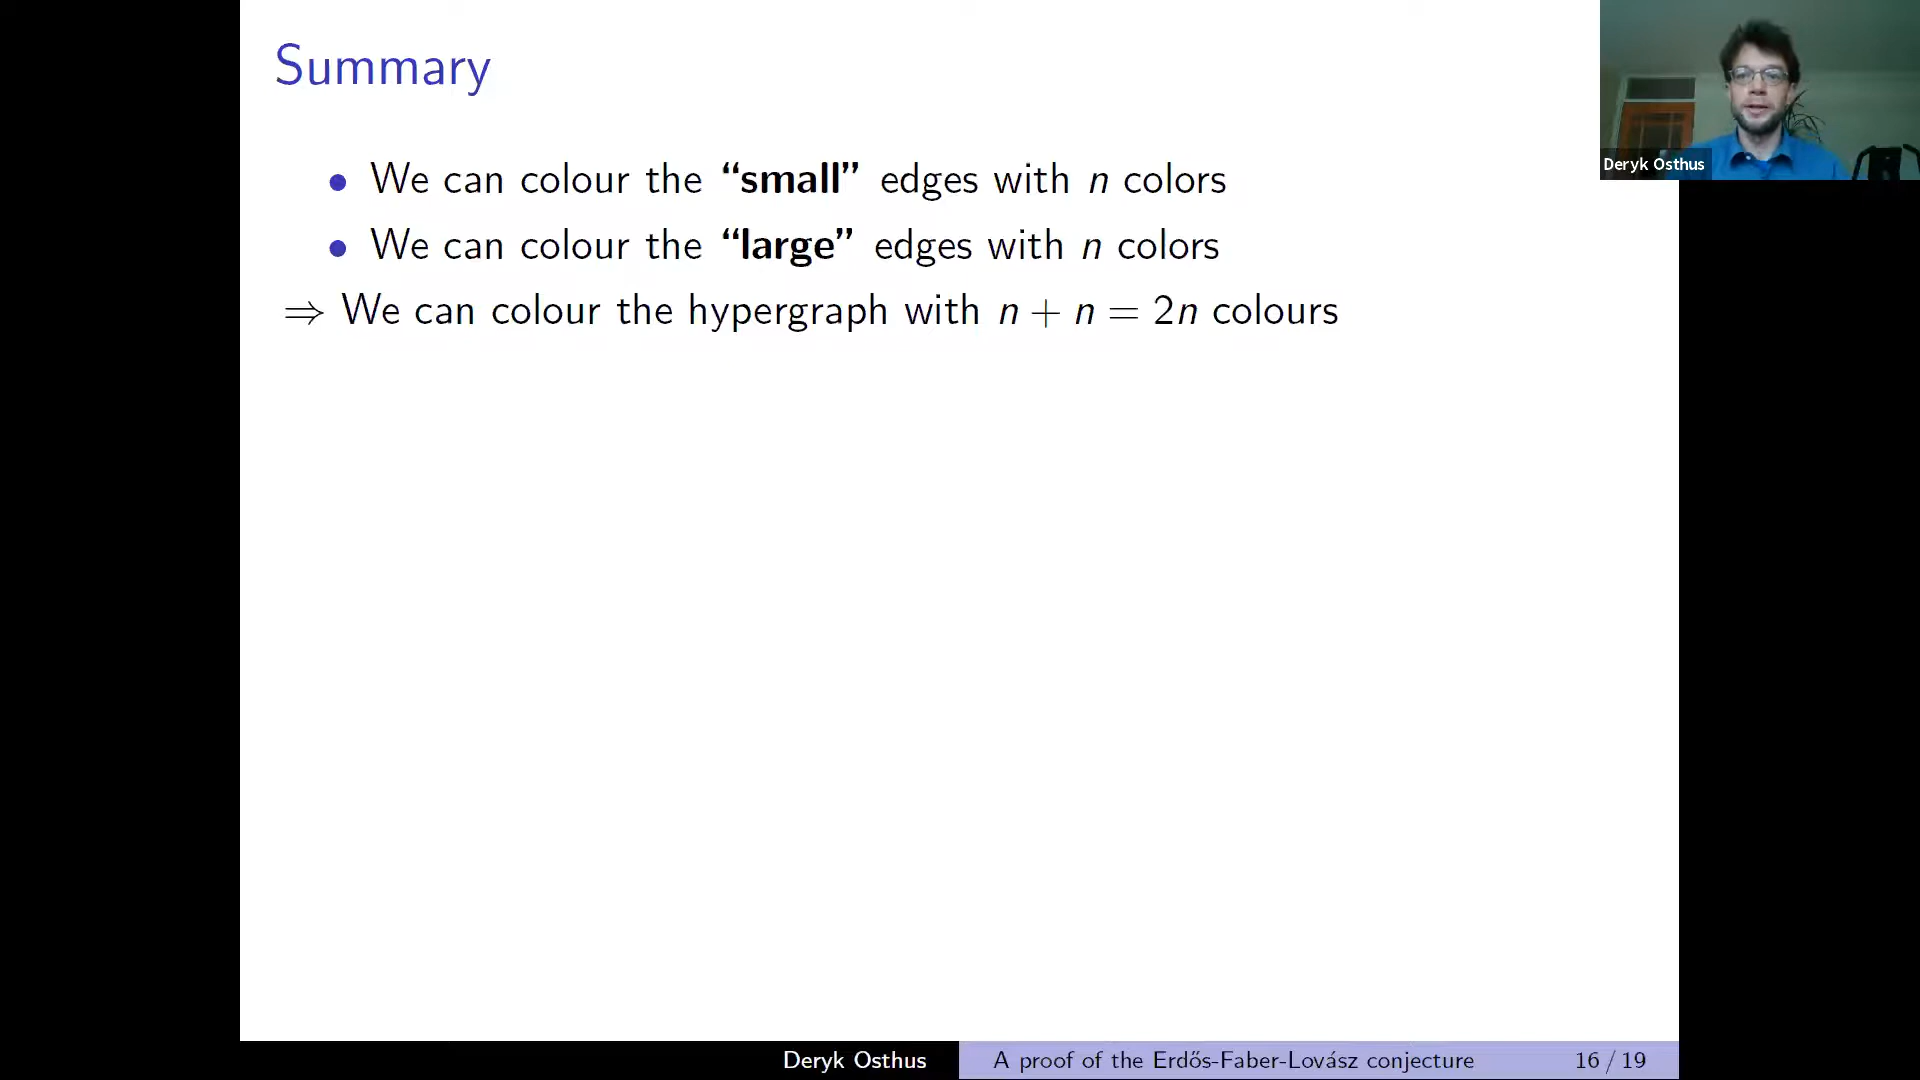 Summary
• We can colour the “small” edges with n colors
• We can colour the “large” edges with n colors
⇒ We can colour the hypergraph with n + n = 2n colours
Deryk Osthus
Deryk Osthus
A proof of the Erdős-Faber-Lovász conjecture
16 / 19